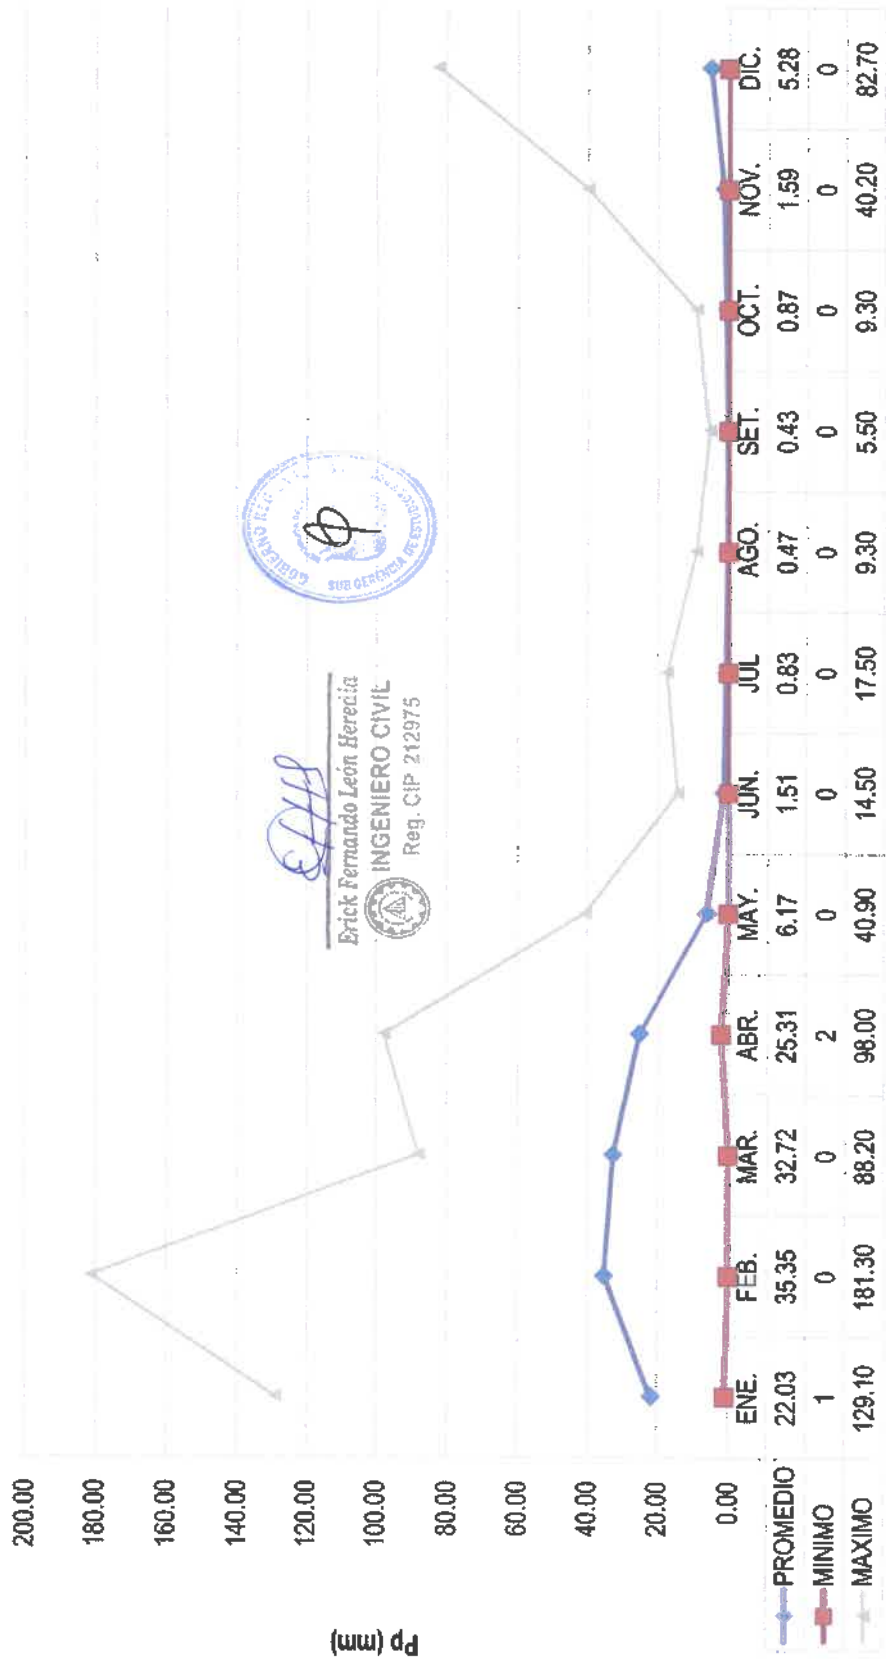 200.00
180.00
160.00
140.00
120.00
100.00
80.00
60.00
40.00
20.00
0.00
Pp (mm)
ENE. FEB. MAR. ABR. MAY. JUN. JUL AGO. SET. OCT. NOV. DIC.
PROMEDIO 22.03 35.35 32.72 25.31 6.17 1.51 0.83 0.47 0.43 0.87 1.59 5.28
MINIMO 1 0 0 2 0 0 0 0 0 0 0 0
MAXIMO 129.10 181.30 88.20 98.00 40.90 14.50 17.50 9.30 5.50 9.30 40.20 82.70
Erick Fernando León Heredia
INGENIERO CIVIL
Reg. CIP 212975
GOBIERNO
SUB GERENCIA DE ESTUDIOS